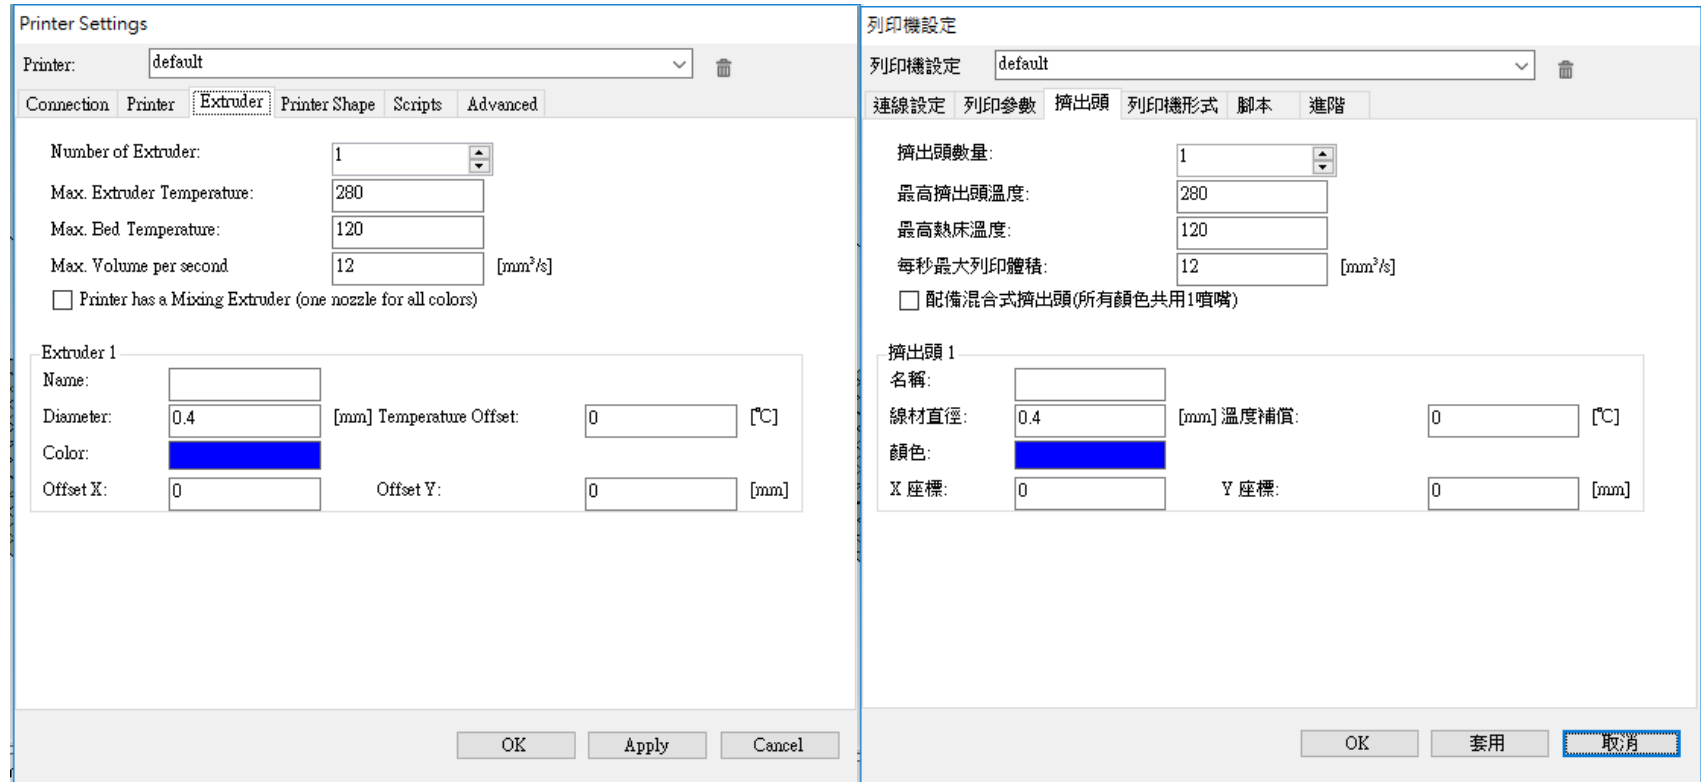 Printer Settings
Printer: default
Connection Printer Extruder Printer Shape Scripts Advanced
Number of Extruder: 1
Max. Extruder Temperature: 280
Max. Bed Temperature: 120
Max. Volume per second 12 [mm³/s]
Printer has a Mixing Extruder (one nozzle for all colors)
Extruder 1
Name:
Diameter: 0.4 [mm] Temperature Offset: 0 [℃]
Color:
Offset X: 0 Offset Y: 0 [mm]
OK Apply Cancel
列印機設定
列印機設定 default
連線設定 列印參數 擠出頭 列印機形式 腳本 進階
擠出頭數量: 1
最高擠出頭溫度: 280
最高熱床溫度: 120
每秒最大列印體積: 12 [mm³/s]
配備混合式擠出頭(所有顏色共用1噴嘴)
擠出頭 1
名稱:
線材直徑: 0.4 [mm] 溫度補償: 0 [℃]
顏色:
X 座標: 0 Y 座標: 0 [mm]
OK 套用 取消